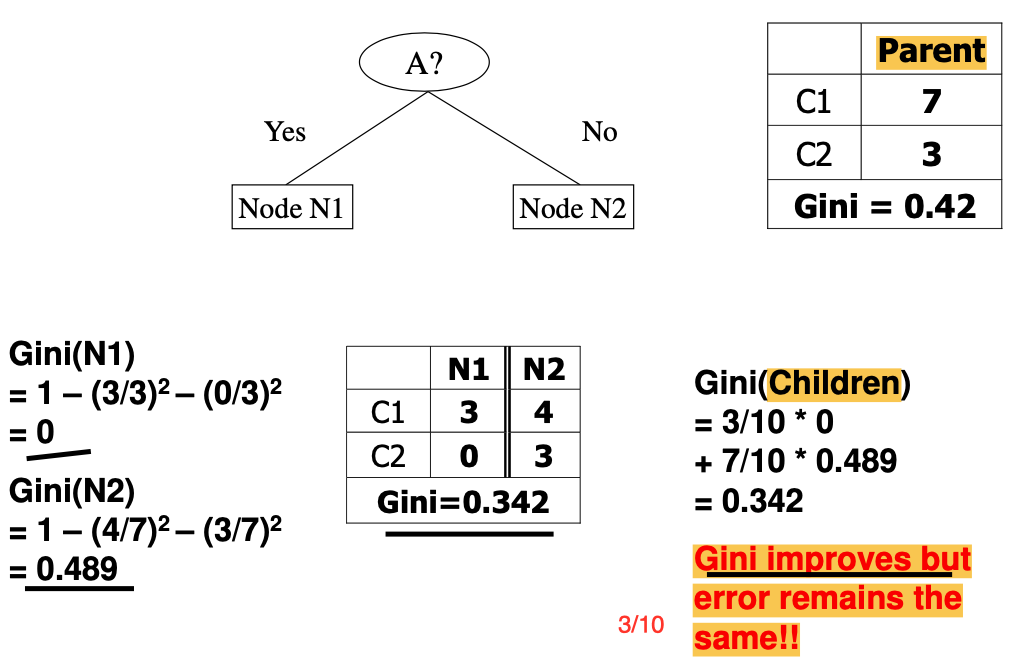 A?
Yes
No
Node N1
Node N2
Parent
C1 7
C2 3
Gini = 0.42
Gini(N1)
= 1 – (3/3)² – (0/3)²
= 0
Gini(N2)
= 1 – (4/7)² – (3/7)²
= 0.489
N1 N2
C1 3 4
C2 0 3
Gini=0.342
Gini(Children)
= 3/10 * 0
+ 7/10 * 0.489
= 0.342
Gini improves but
error remains the
same!!
3/10